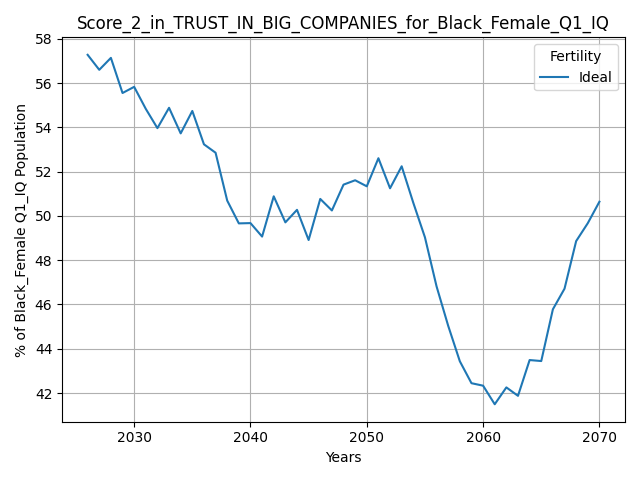 Score_2_in_TRUST_IN_BIG_COMPANIES_for_Black_Female_Q1_IQ
58
56
54
52
50
48
46
44
42
% of Black_Female Q1_IQ Population
Fertility
Ideal
2030 2040 2050 2060 2070
Years